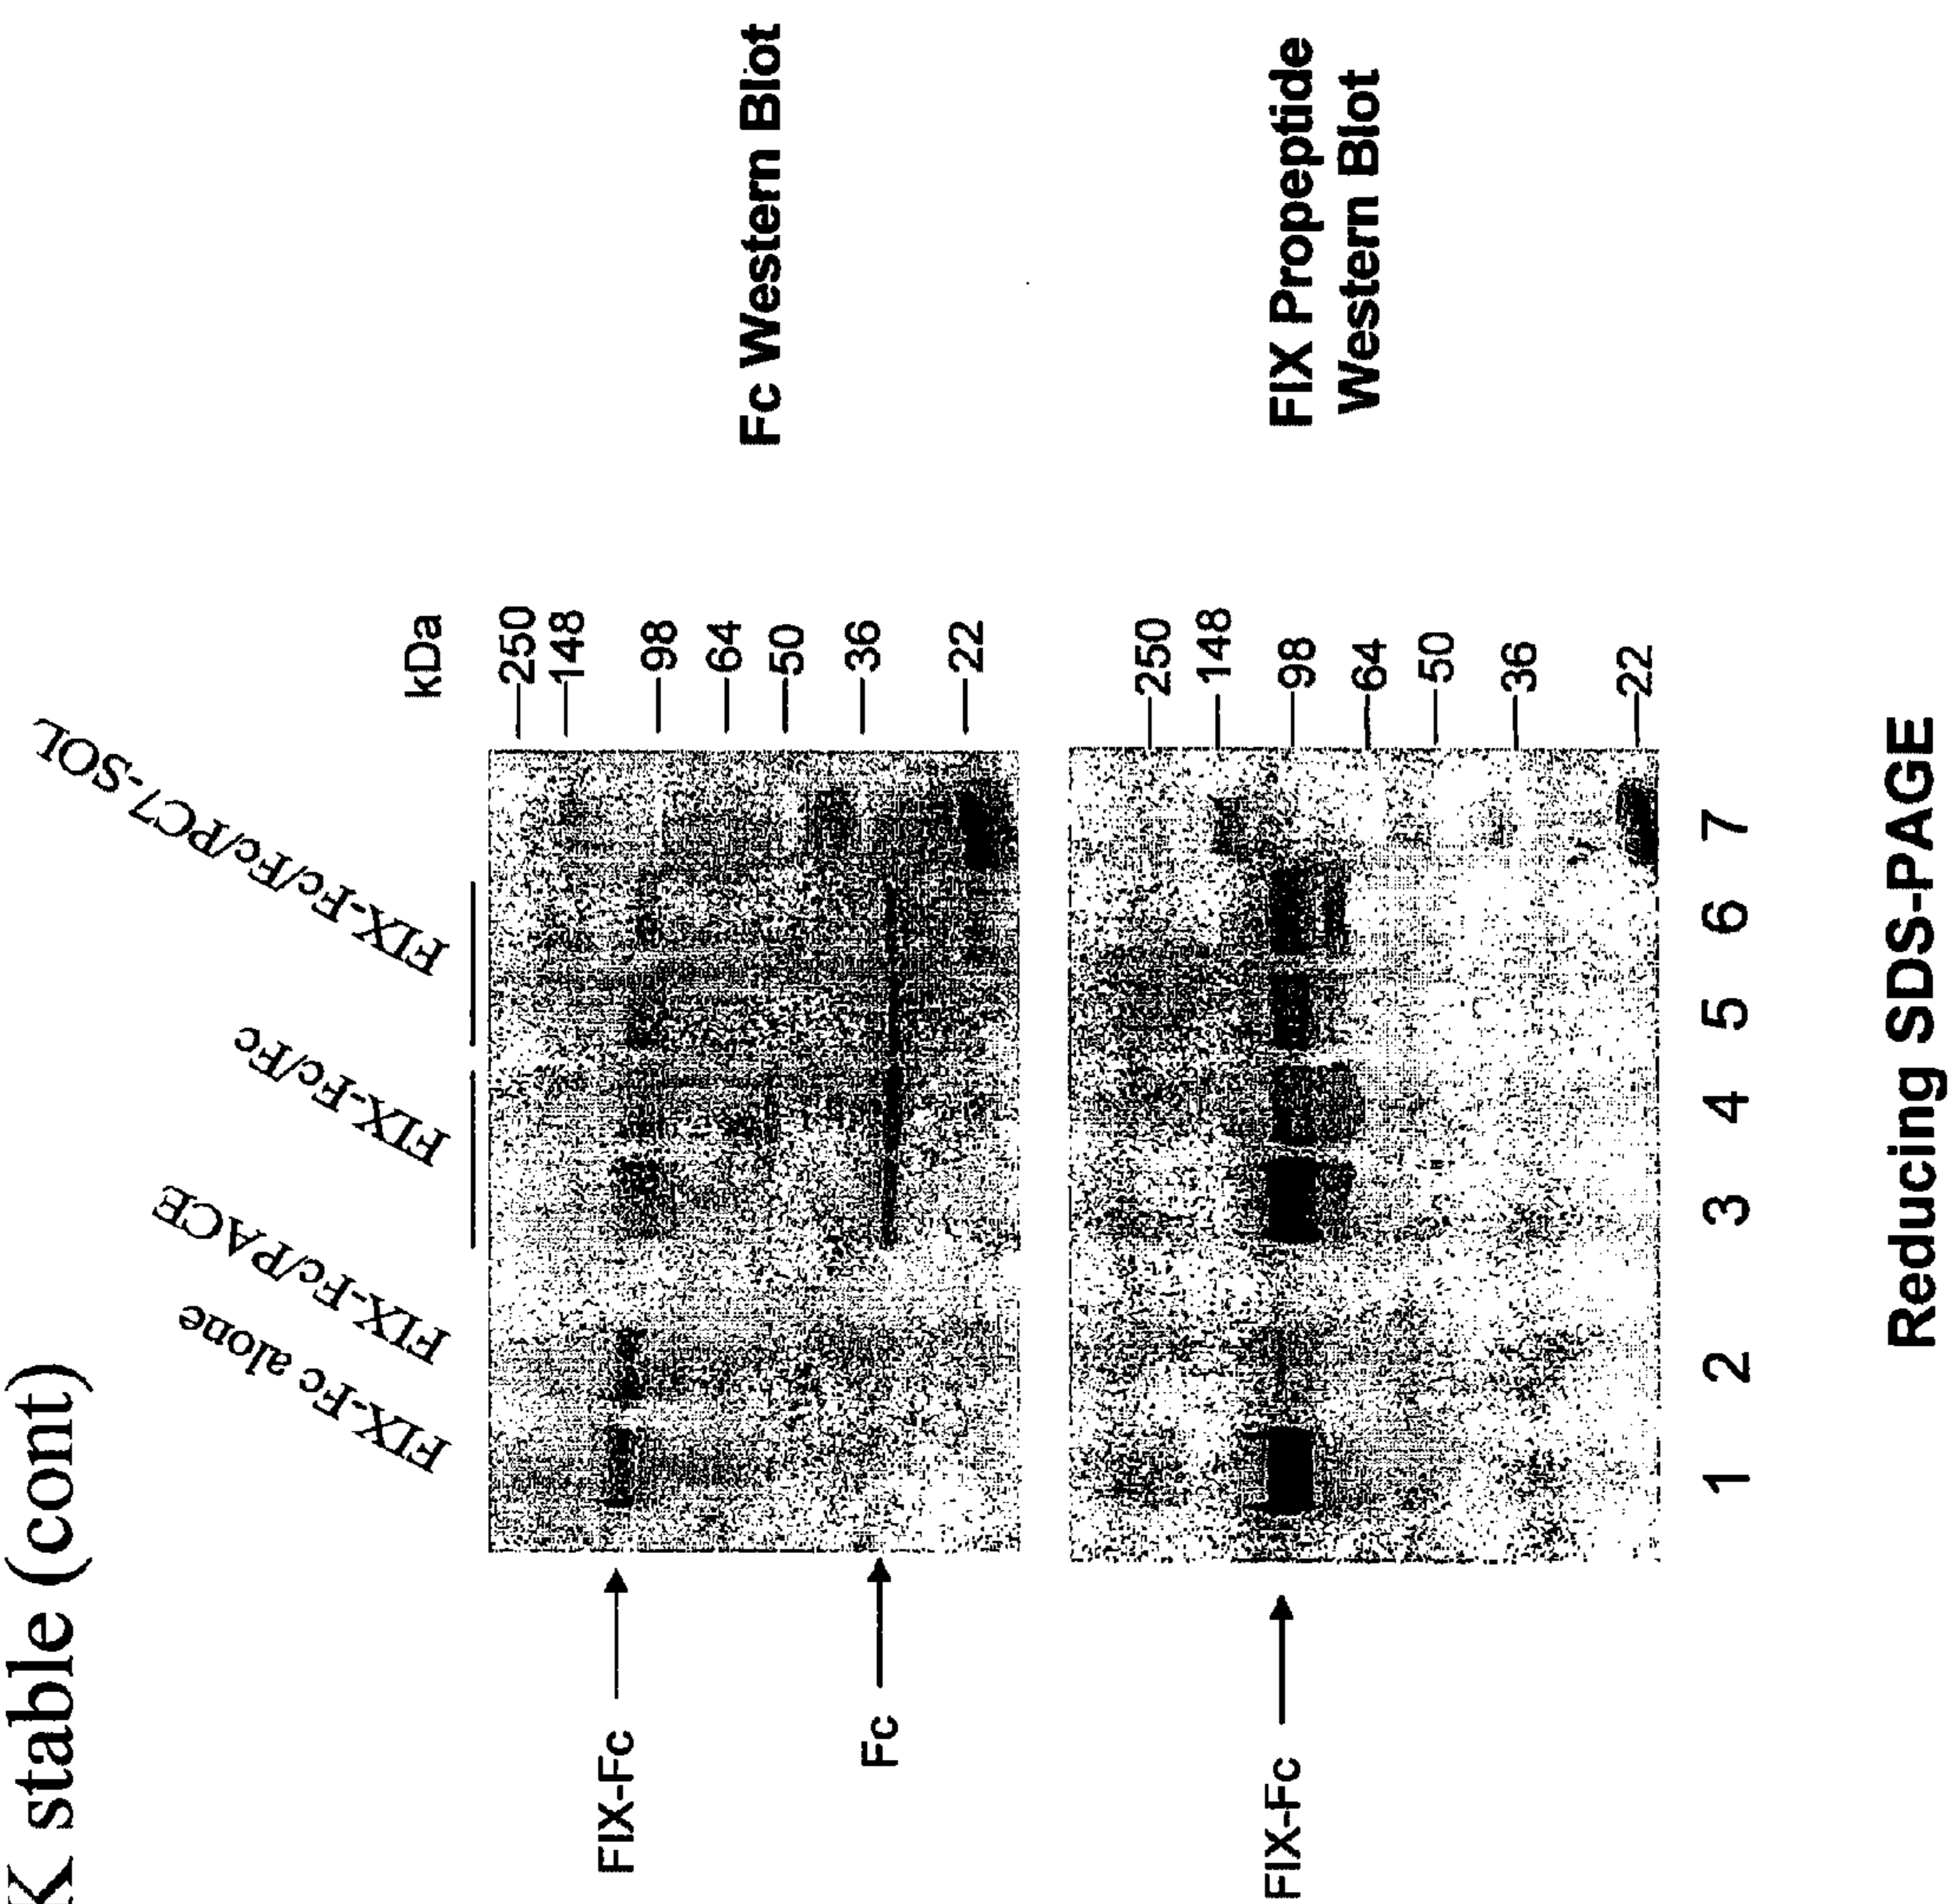 K stable (cont)
FIX-Fc alone
FIX-Fc/PACE
FIX-Fc/Fc
FIX-Fc/Fc/PC7-SOL
kDa
250
148
98
64
50
36
22
FIX-Fc
Fc
Fc Western Blot
250
148
98
64
50
36
22
FIX-Fc
FIX Propeptide
Western Blot
1 2 3 4 5 6 7
Reducing SDS-PAGE